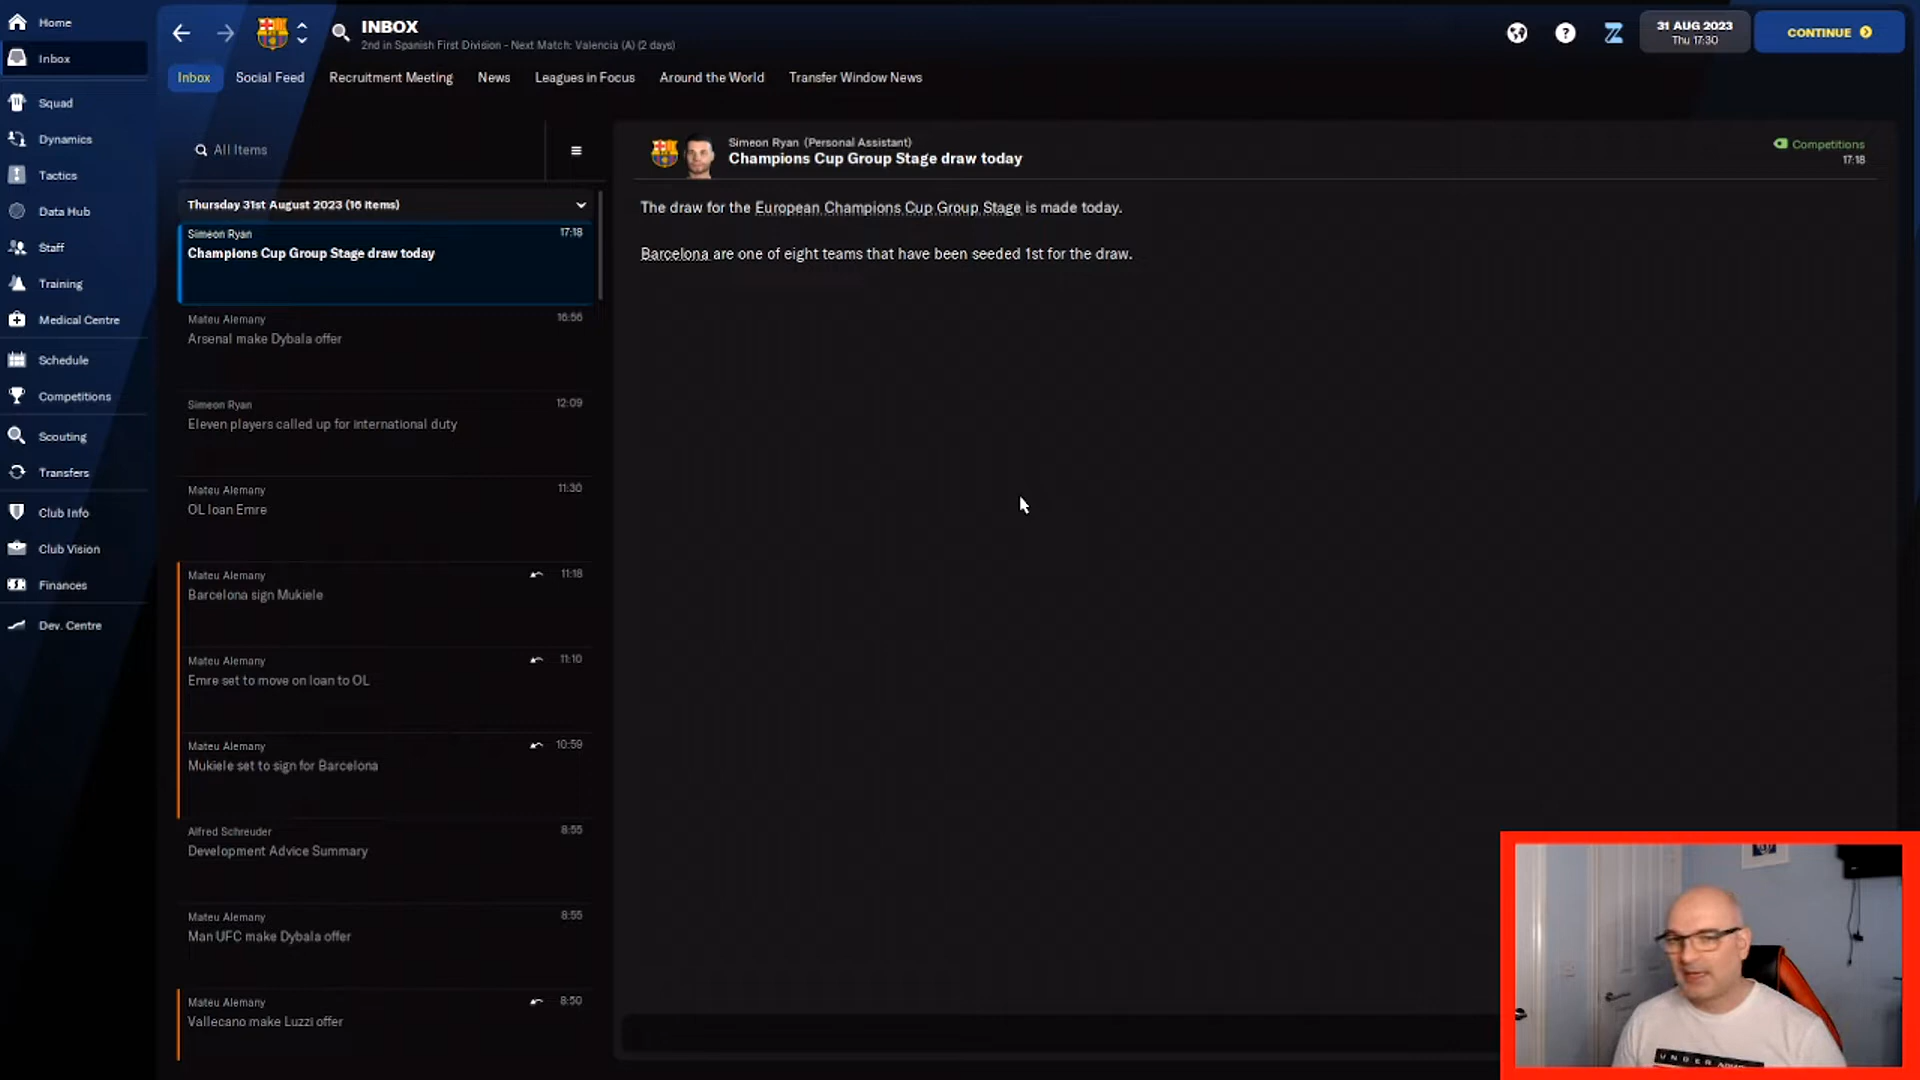 Home
Inbox
Squad
Dynamics
Tactics
Data Hub
Staff
Training
Medical Centre
Schedule
Competitions
Scouting
Transfers
Club Info
Club Vision
Finances
Dev. Centre
INBOX
2nd in Spanish First Division - Next Match: Valencia (A) (2 days)
31 AUG 2023
Thu 17:30
CONTINUE
Inbox
Social Feed
Recruitment Meeting
News
Leagues in Focus
Around the World
Transfer Window News
All Items
Thursday 31st August 2023 (16 Items)
Simeon Ryan 17:18
Champions Cup Group Stage draw today
Mateu Alemany 16:56
Arsenal make Dybala offer
Simeon Ryan 12:09
Eleven players called up for international duty
Mateu Alemany 11:30
OL loan Emre
Mateu Alemany 11:18
Barcelona sign Mukiele
Mateu Alemany 11:10
Emre set to move on loan to OL
Mateu Alemany 10:59
Mukiele set to sign for Barcelona
Alfred Schreuder 8:55
Development Advice Summary
Mateu Alemany 8:55
Man UFC make Dybala offer
Mateu Alemany 8:50
Vallecano make Luzzi offer
Simeon Ryan (Personal Assistant)
Champions Cup Group Stage draw today
Competitions
17:18
The draw for the European Champions Cup Group Stage is made today.
Barcelona are one of eight teams that have been seeded 1st for the draw.